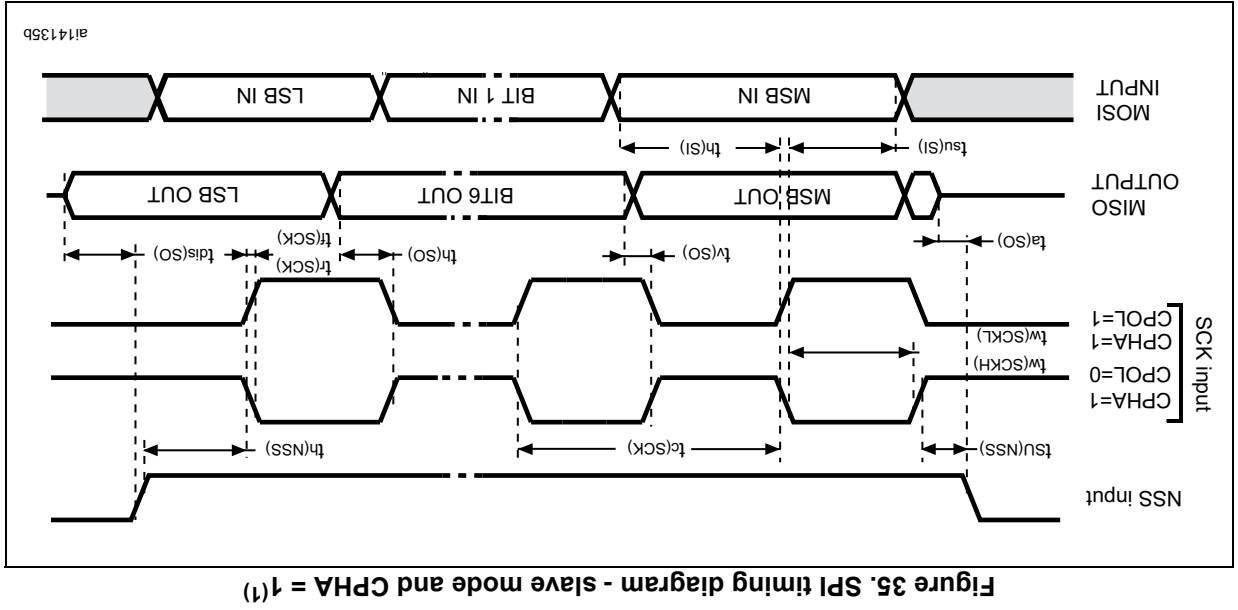 Figure 35. SPI timing diagram - slave mode and CPHA = 1(1)
NSS input
tSU(NSS)
tc(SCK)
th(NSS)
SCK input
CPHA=1
CPOL=0
tw(SCKH)
CPHA=1
CPOL=1
tw(SCKL)
ta(SO)
tv(SO)
th(SO)
tr(SCK)
tf(SCK)
tdis(SO)
MISO
OUTPUT
MSB OUT
BIT6 OUT
LSB OUT
tsu(SI)
th(SI)
MOSI
INPUT
MSB IN
BIT 1 IN
LSB IN
ai14135b